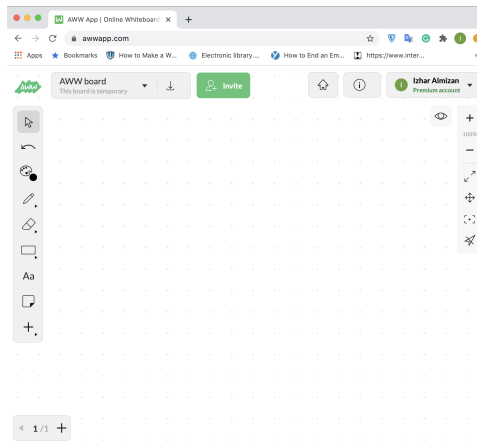 AWW App | Online Whiteboard
awwapp.com
Apps Bookmarks How to Make a W... Electronic library.... How to End an Em... https://www.inter...
AWW AWW board Invite Izhar Almizan
This board is temporary Premium account
100%
Aa
1 /1